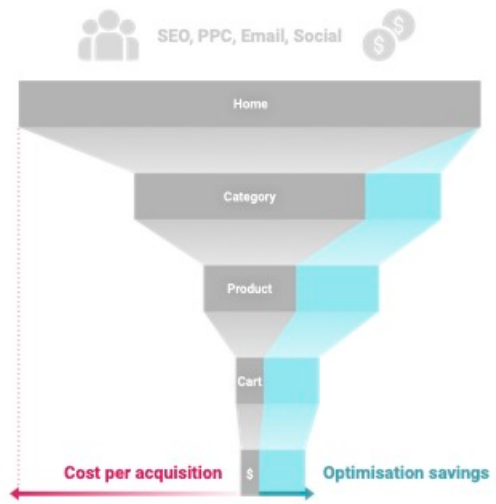 SEO, PPC, Email, Social
$
$
Home
Category
Product
Cart
Cost per acquisition
$
Optimisation savings